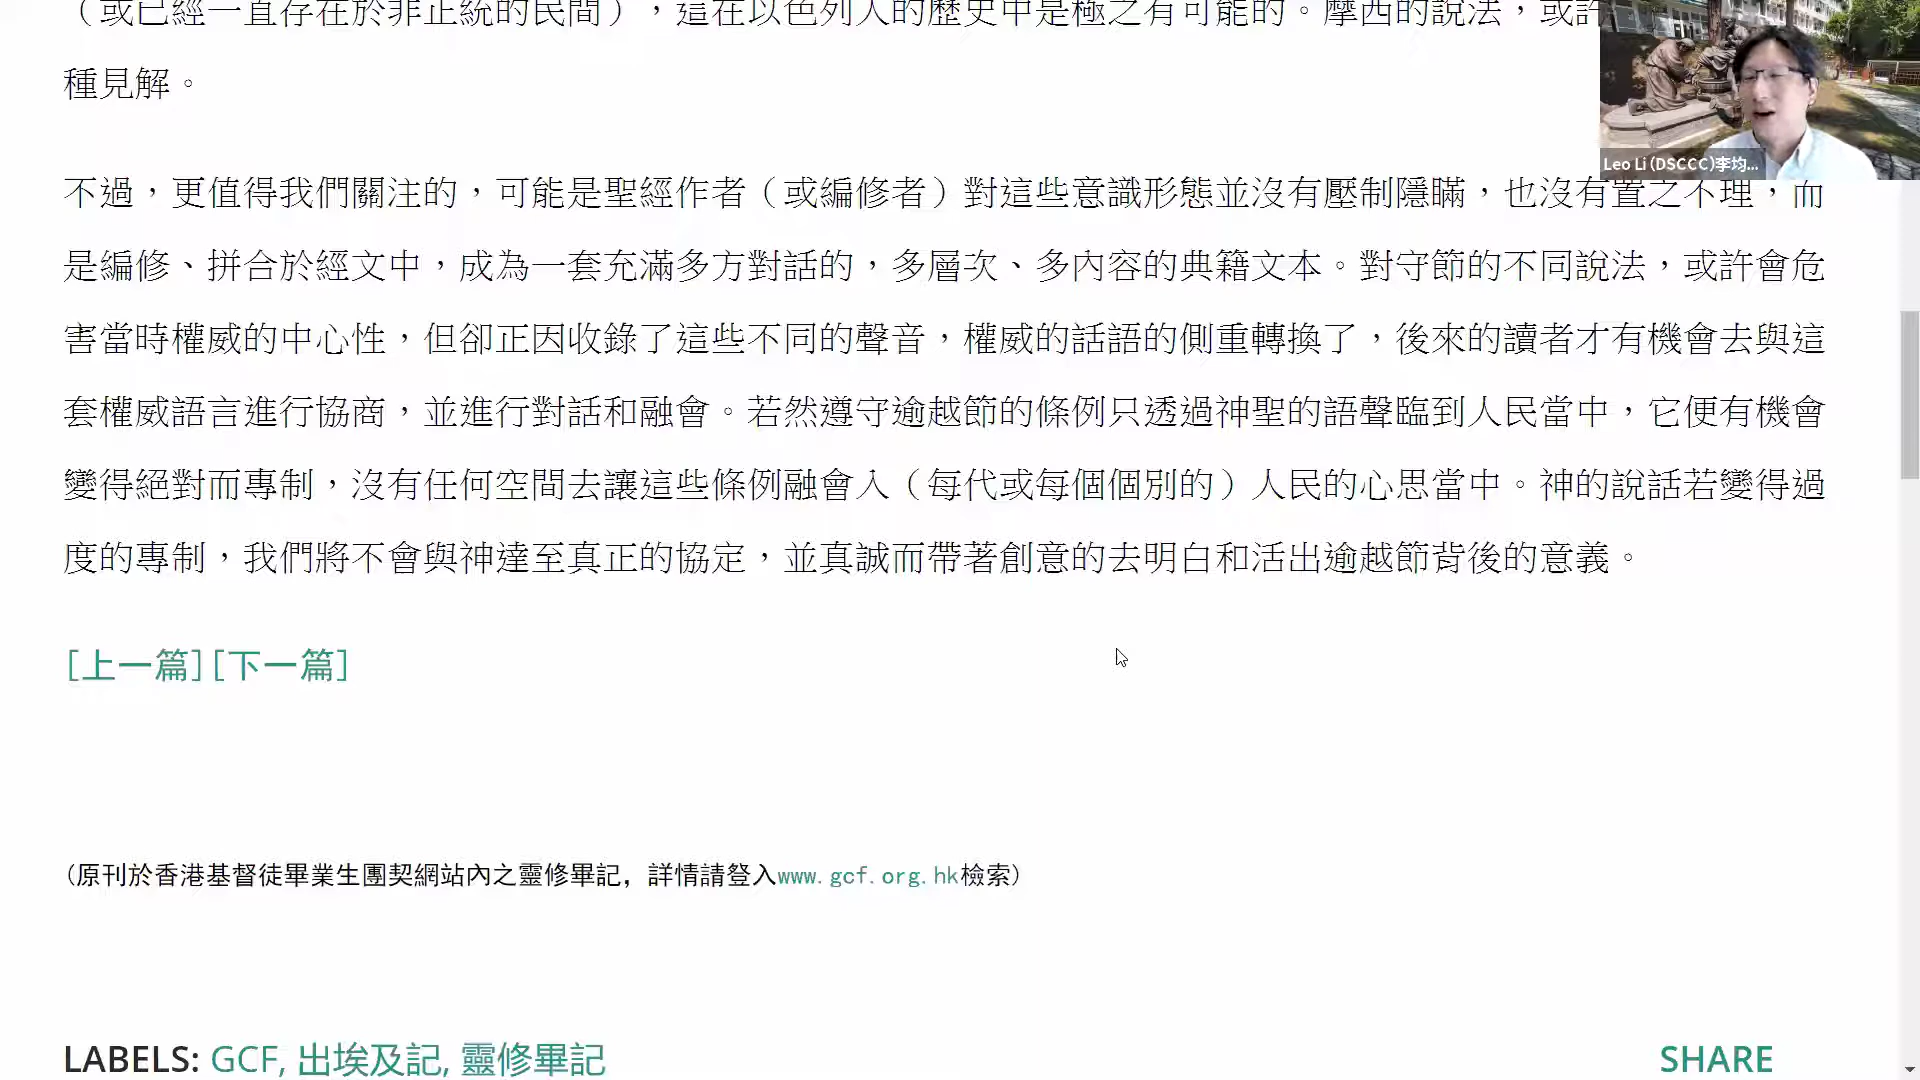 （或已經一直存在於非正統的民間），這在以色列人的歷史中是極之有可能的。摩西的說法，或許
種見解。
Leo Li (DSCCC)李均...
不過，更值得我們關注的，可能是聖經作者（或編修者）對這些意識形態並沒有壓制隱瞞，也沒有置之不理，而
是編修、拼合於經文中，成為一套充滿多方對話的，多層次、多內容的典籍文本。對守節的不同說法，或許會危
害當時權威的中心性，但卻正因收錄了這些不同的聲音，權威的話語的側重轉換了，後來的讀者才有機會去與這
套權威語言進行協商，並進行對話和融會。若然遵守逾越節的條例只透過神聖的語聲臨到人民當中，它便有機會
變得絕對而專制，沒有任何空間去讓這些條例融會入（每代或每個個別的）人民的心思當中。神的說話若變得過
度的專制，我們將不會與神達至真正的協定，並真誠而帶著創意的去明白和活出逾越節背後的意義。
[上一篇][下一篇]
(原刊於香港基督徒畢業生團契網站內之靈修畢記，詳情請登入www.gcf.org.hk檢索)
LABELS: GCF, 出埃及記, 靈修畢記
SHARE